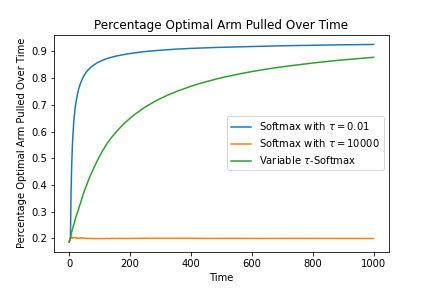 Percentage Optimal Arm Pulled Over Time
Percentage Optimal Arm Pulled Over Time
0.9
0.8
0.7
0.6
0.5
0.4
0.3
0.2
Softmax with τ = 0.01
Softmax with τ = 10000
Variable τ-Softmax
0 200 400 600 800 1000
Time